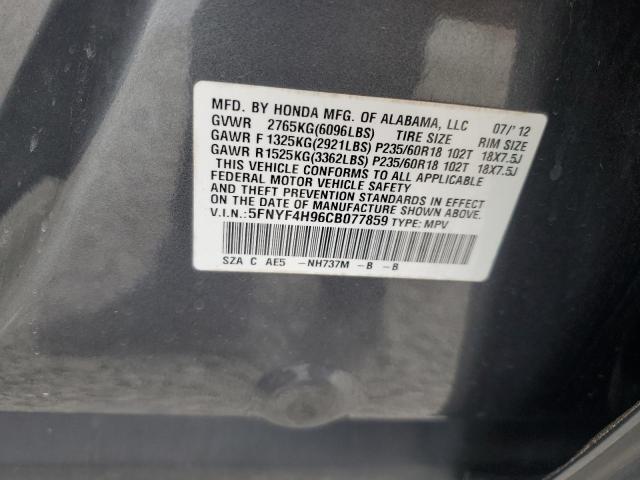 MFD. BY HONDA MFG. OF ALABAMA, LLC 07/'12
GVWR 2765KG(6096LBS) TIRE SIZE RIM SIZE
GAWR F 1325KG(2921LBS) P235/60R18 102T 18X7.5J
GAWR R1525KG(3362LBS) P235/60R18 102T 18X7.5J
THIS VEHICLE CONFORMS TO ALL APPLICABLE
FEDERAL MOTOR VEHICLE SAFETY
AND THEFT PREVENTION STANDARDS IN EFFECT
ON THE DATE OF MANUFACTURE SHOWN ABOVE.
V.I.N.:5FNYF4H96CB077859 TYPE: MPV
SZA C AE5 -NH737M -B -B